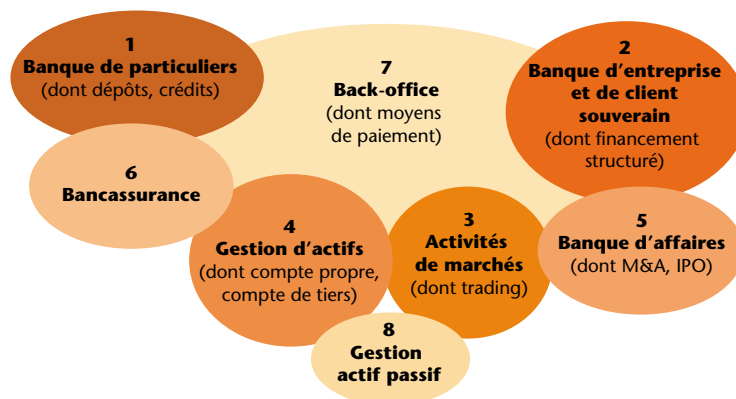 1
Banque de particuliers
(dont dépôts, crédits)
7
Back-office
(dont moyens
de paiement)
2
Banque d'entreprise
et de client
souverain
(dont financement
structuré)
6
Bancassurance
4
Gestion d'actifs
(dont compte propre,
compte de tiers)
3
Activités
de marchés
(dont trading)
5
Banque d'affaires
(dont M&A, IPO)
8
Gestion
actif passif